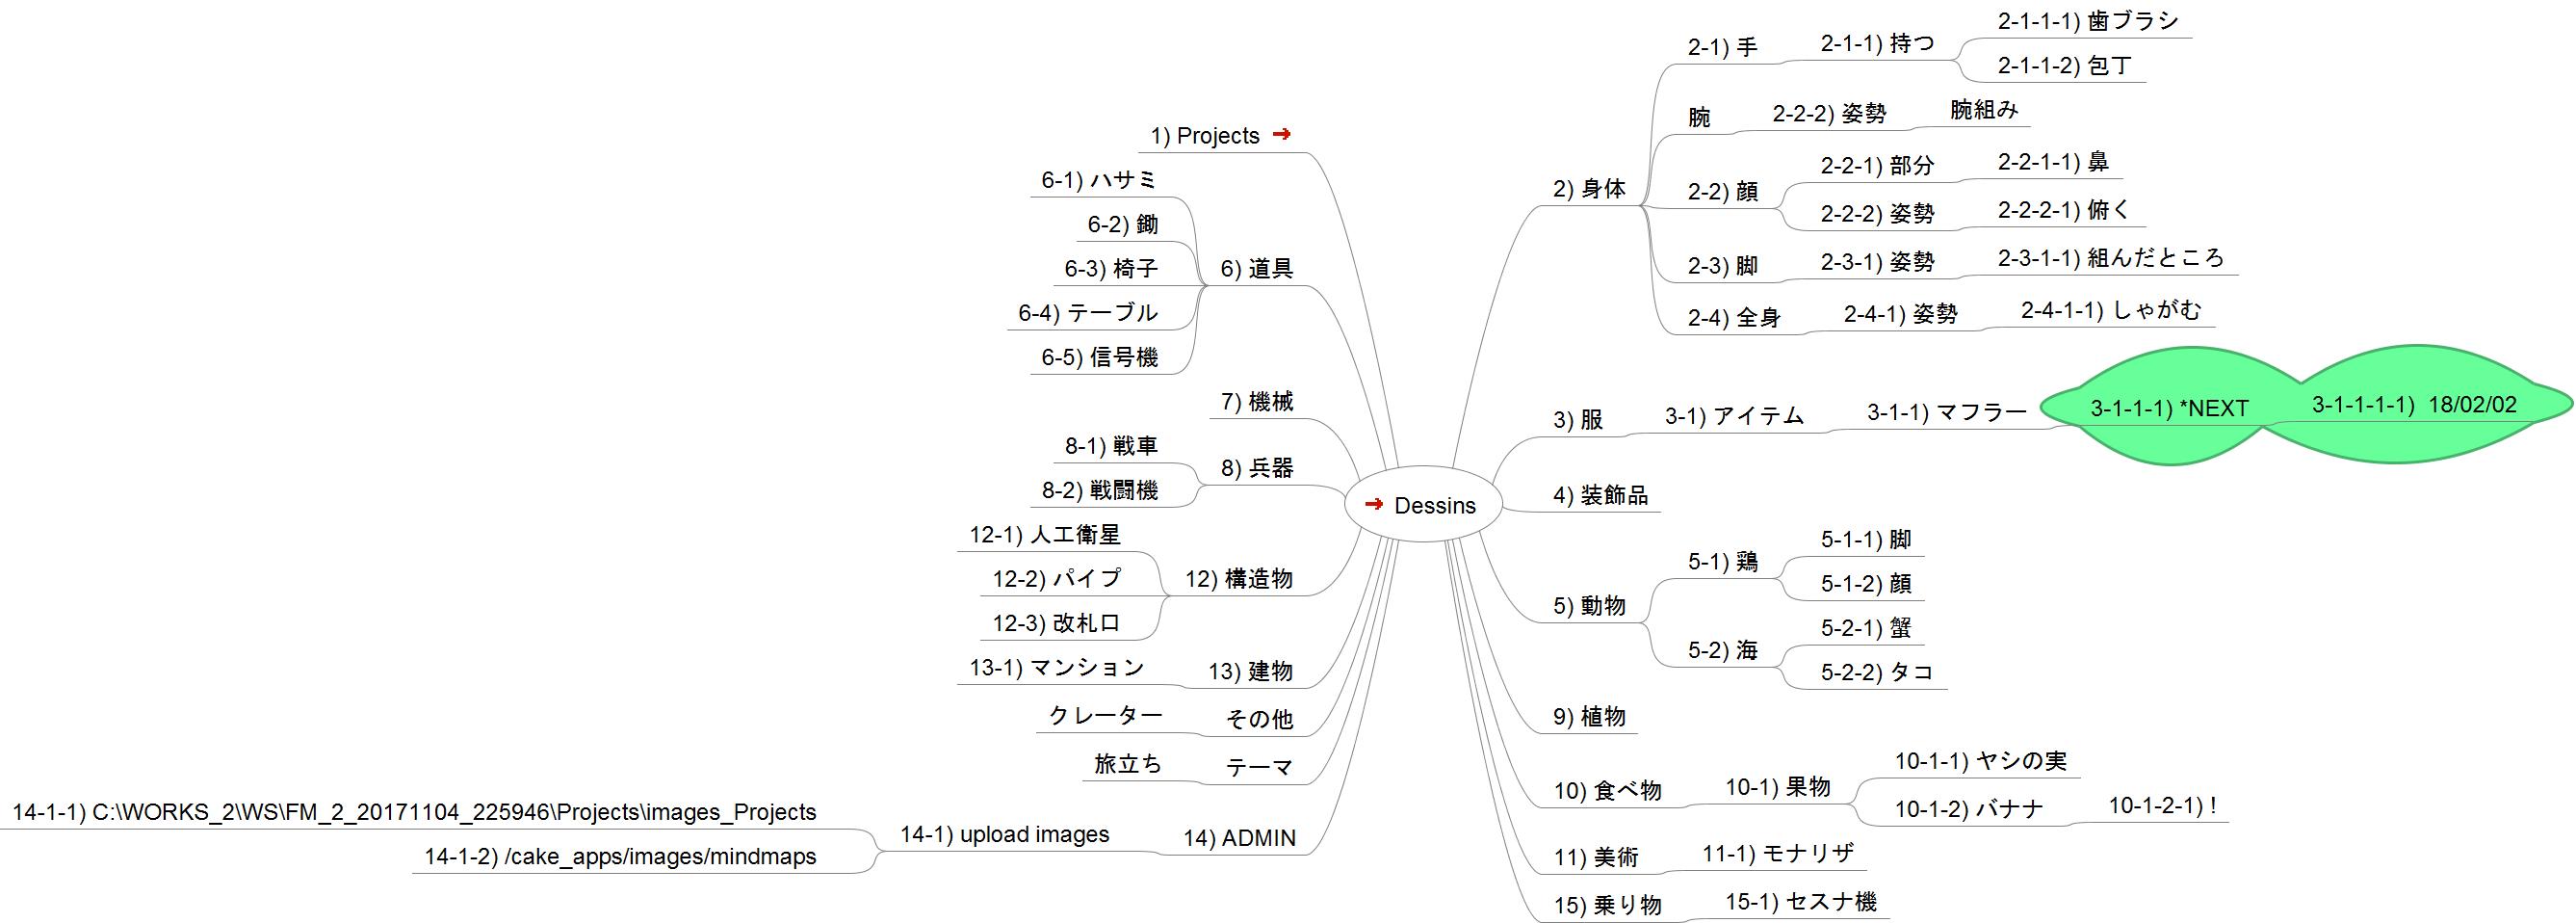 Dessins
1) Projects
6) 道具
6-1) ハサミ
6-2) 鋤
6-3) 椅子
6-4) テーブル
6-5) 信号機
7) 機械
8) 兵器
8-1) 戦車
8-2) 戦闘機
12) 構造物
12-1) 人工衛星
12-2) パイプ
12-3) 改札口
13) 建物
13-1) マンション
その他
クレーター
テーマ
旅立ち
14) ADMIN
14-1) upload images
14-1-1) C:\WORKS_2\WS\FM_2_20171104_225946\Projects\images_Projects
14-1-2) /cake_apps/images/mindmaps
2) 身体
2-1) 手
2-1-1) 持つ
2-1-1-1) 歯ブラシ
2-1-1-2) 包丁
腕
2-2-2) 姿勢
腕組み
2-2) 顔
2-2-1) 部分
2-2-1-1) 鼻
2-2-2) 姿勢
2-2-2-1) 俯く
2-3) 脚
2-3-1) 姿勢
2-3-1-1) 組んだところ
2-4) 全身
2-4-1) 姿勢
2-4-1-1) しゃがむ
3) 服
3-1) アイテム
3-1-1) マフラー
3-1-1-1) *NEXT
3-1-1-1-1) 18/02/02
4) 装飾品
5) 動物
5-1) 鶏
5-1-1) 脚
5-1-2) 顔
5-2) 海
5-2-1) 蟹
5-2-2) タコ
9) 植物
10) 食べ物
10-1) 果物
10-1-1) ヤシの実
10-1-2) バナナ
10-1-2-1) !
11) 美術
11-1) モナリザ
15) 乗り物
15-1) セスナ機